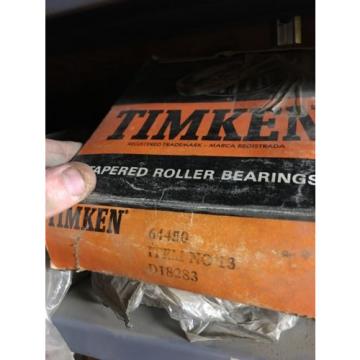 TIMKEN
REGISTERED TRADEMARK - MARCA REGISTRADA
TAPERED ROLLER BEARINGS
TIMKEN
64450
ITEM NO 13
D18283